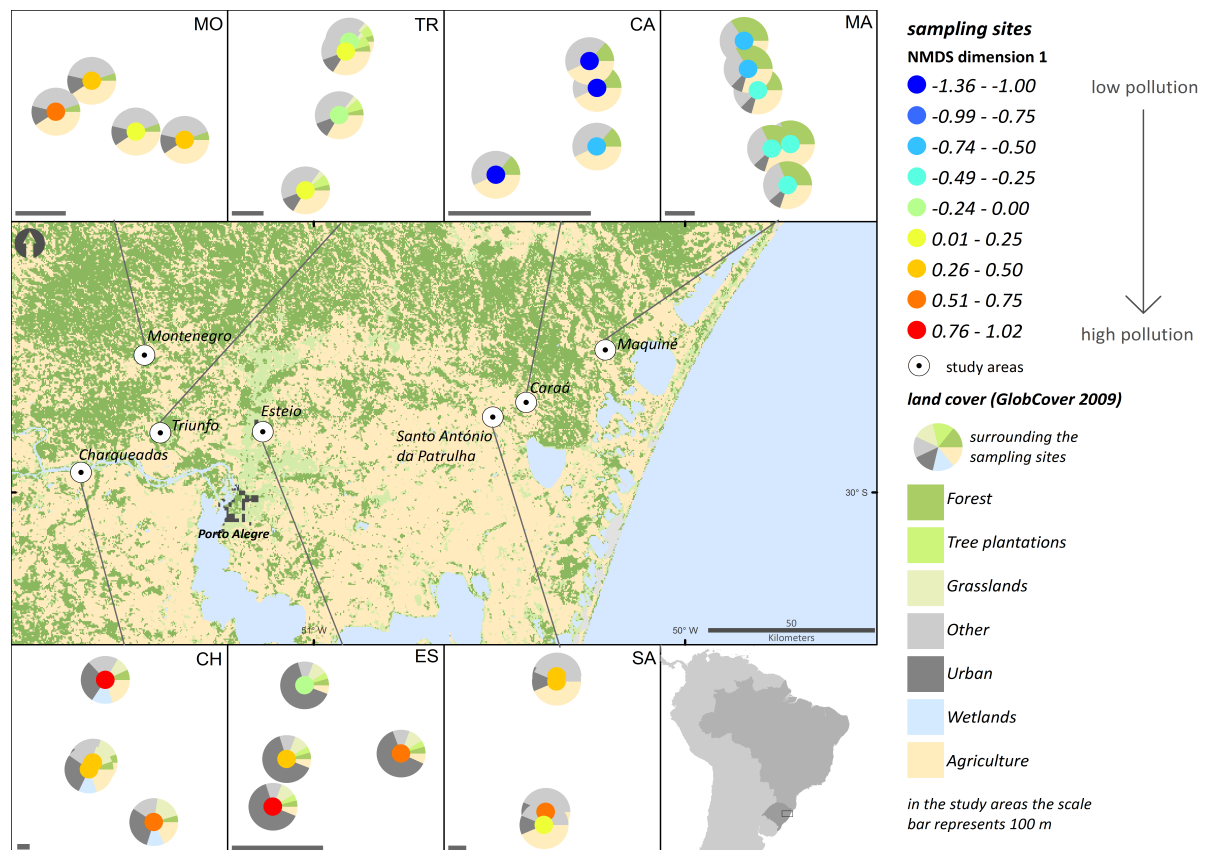 MO
TR
CA
MA
Montenegro
Maquiné
Caraá
Triunfo
Esteio
Santo António
da Patrulha
Charqueadas
Porto Alegre
30° S
51° W
50° W
50
Kilometers
CH
ES
SA
sampling sites
NMDS dimension 1
-1.36 - -1.00
-0.99 - -0.75
-0.74 - -0.50
-0.49 - -0.25
-0.24 - 0.00
0.01 - 0.25
0.26 - 0.50
0.51 - 0.75
0.76 - 1.02
low pollution
high pollution
study areas
land cover (GlobCover 2009)
surrounding the
sampling sites
Forest
Tree plantations
Grasslands
Other
Urban
Wetlands
Agriculture
in the study areas the scale
bar represents 100 m